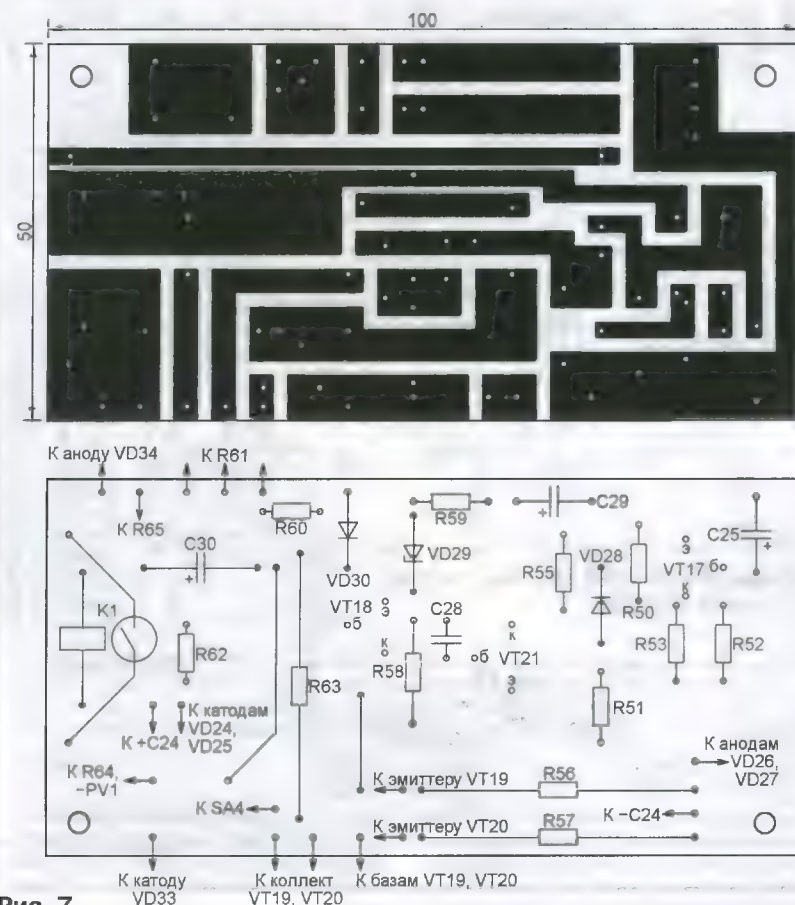 100
50
К аноду VD34
К R61
К R65
R60
R59
C29
C30
VD30
VD29
R55
VD28
R50
э
VT17
б
к
C25
+
+
+
K1
VT18
э
б
к
C28
R62
R63
R58
б
к
VT21
э
R53
R52
R51
К +C24
К катодам
VD24,
VD25
К R64,
−PV1
К SA4
К эмиттеру VT19
R56
К анодам
VD26,
VD27
К −C24
К эмиттеру VT20
R57
К катоду
VD33
К коллект
VT19, VT20
К базам VT19, VT20
Рис. 7